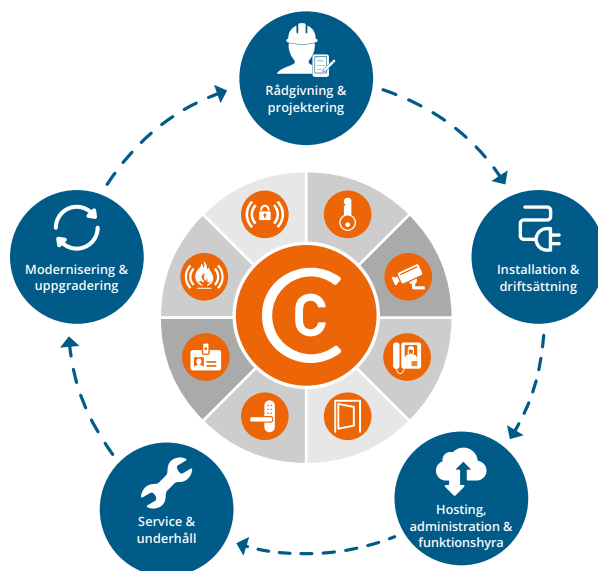 Rådgivning &
projektering
Installation &
driftsättning
Hosting,
administration &
funktionshyra
Service &
underhåll
Modernisering &
uppgradering
C